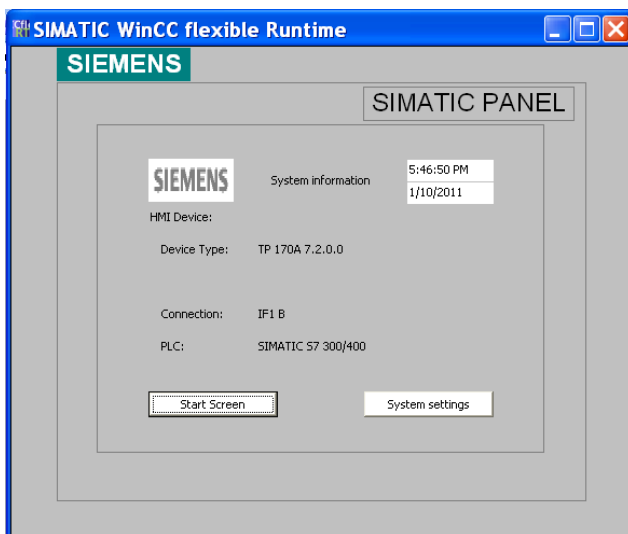 SIMATIC WinCC flexible Runtime
SIEMENS
SIMATIC PANEL
SIEMENS
System information
5:46:50 PM
1/10/2011
HMI Device:
Device Type: TP 170A 7.2.0.0
Connection: IF1 B
PLC: SIMATIC S7 300/400
Start Screen System settings